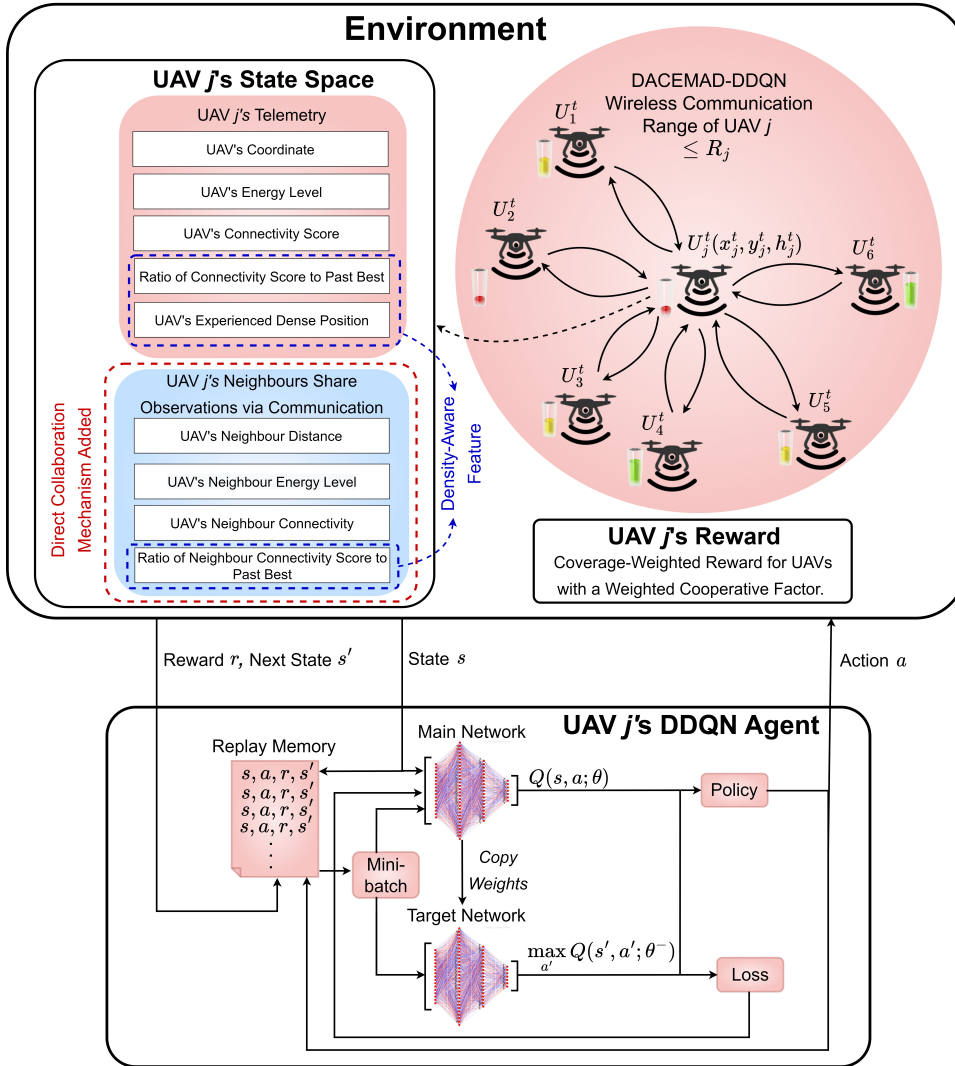 Environment
UAV j's State Space
UAV j's Telemetry
UAV's Coordinate
UAV's Energy Level
UAV's Connectivity Score
Ratio of Connectivity Score to Past Best
UAV's Experienced Dense Position
UAV j's Neighbours Share
Observations via Communication
UAV's Neighbour Distance
UAV's Neighbour Energy Level
UAV's Neighbour Connectivity
Ratio of Neighbour Connectivity Score to
Past Best
Direct Collaboration
Mechanism Added
Density-Aware
Feature
DACEMAD-DDQN
Wireless Communication
Range of UAV j
≤ R_j
U_1^t
U_2^t
U_j^t(x_j^t, y_j^t, h_j^t)
U_6^t
U_3^t
U_4^t
U_5^t
UAV j's Reward
Coverage-Weighted Reward for UAVs
with a Weighted Cooperative Factor.
Reward r, Next State s′
State s
Action a
UAV j's DDQN Agent
Replay Memory
s, a, r, s′
s, a, r, s′
s, a, r, s′
s, a, r, s′
.
.
.
Mini-
batch
Main Network
Q(s, a; θ)
Policy
Copy
Weights
Target Network
max Q(s′, a′; θ⁻)
a′
Loss